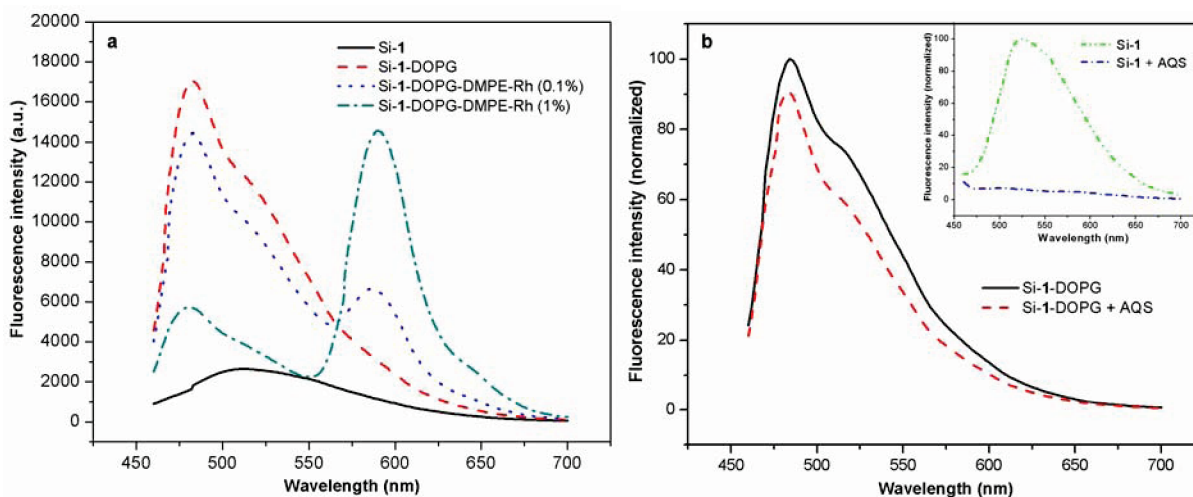 a
Si-1
Si-1-DOPG
Si-1-DOPG-DMPE-Rh (0.1%)
Si-1-DOPG-DMPE-Rh (1%)
Fluorescence intensity (a.u.)
20000
18000
16000
14000
12000
10000
8000
6000
4000
2000
0
450 500 550 600 650 700
Wavelength (nm)
b
Fluorescence intensity (normalized)
100
80
60
40
20
0
450 500 550 600 650 700
Wavelength (nm)
Si-1-DOPG
Si-1-DOPG + AQS
Fluorescence intensity (normalized)
100
80
60
40
20
0
450 500 550 600 650 700
Wavelength (nm)
Si-1
Si-1 + AQS